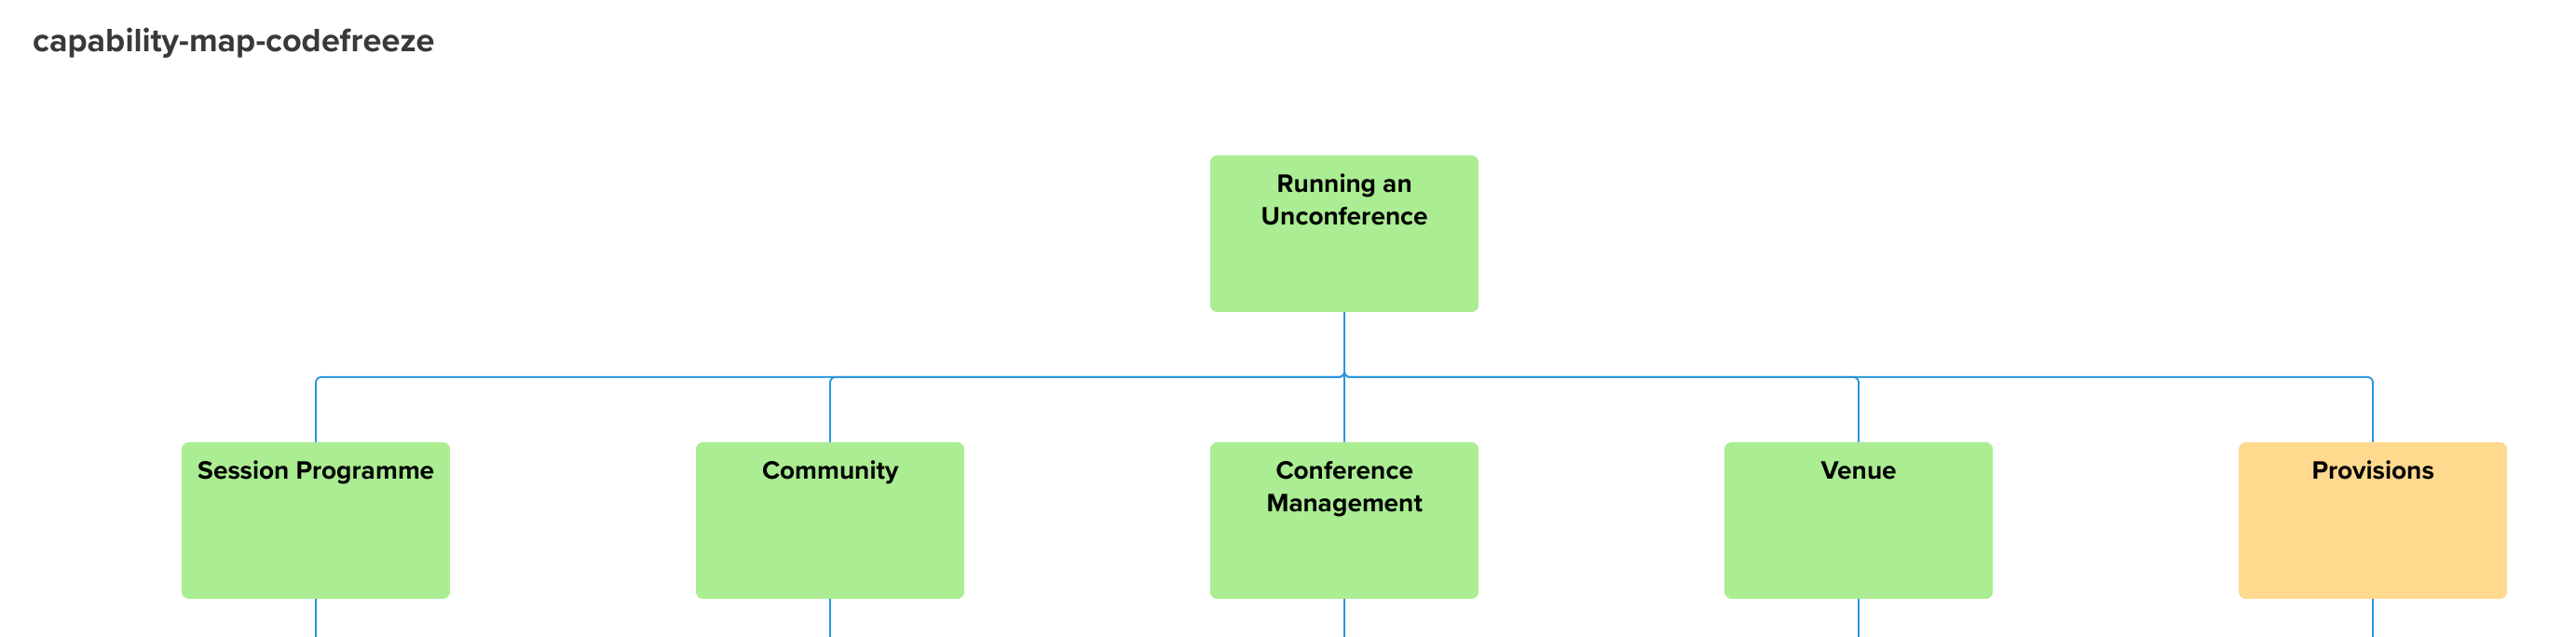 capability-map-codefreeze
Running an
Unconference
Session Programme
Community
Conference
Management
Venue
Provisions